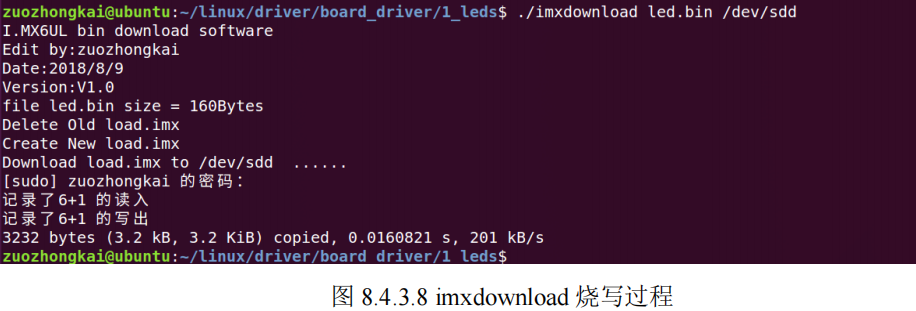 zuozhongkai@ubuntu:~/linux/driver/board_driver/1_leds$ ./imxdownload led.bin /dev/sdd
I.MX6UL bin download software
Edit by:zuozhongkai
Date:2018/8/9
Version:V1.0
file led.bin size = 160Bytes
Delete Old load.imx
Create New load.imx
Download load.imx to /dev/sdd  ......
[sudo] zuozhongkai 的密码：
记录了6+1 的读入
记录了6+1 的写出
3232 bytes (3.2 kB, 3.2 KiB) copied, 0.0160821 s, 201 kB/s
zuozhongkai@ubuntu:~/linux/driver/board_driver/1_leds$
图 8.4.3.8 imxdownload 烧写过程